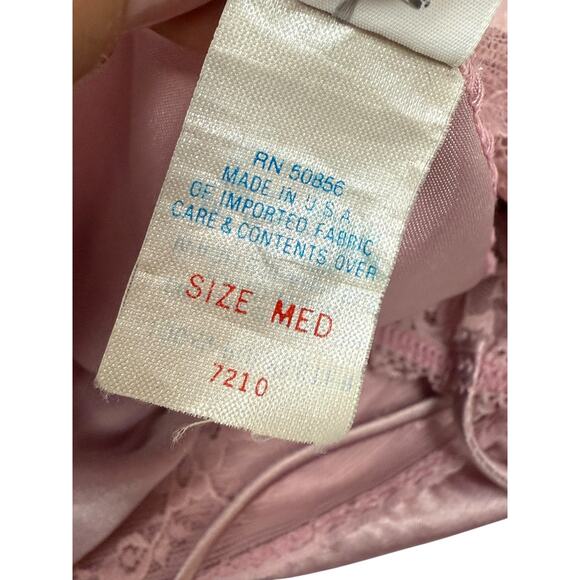 RN 50856
MADE IN U.S.A.
OF IMPORTED FABRIC
CARE & CONTENTS OVER
SIZE MED
7210